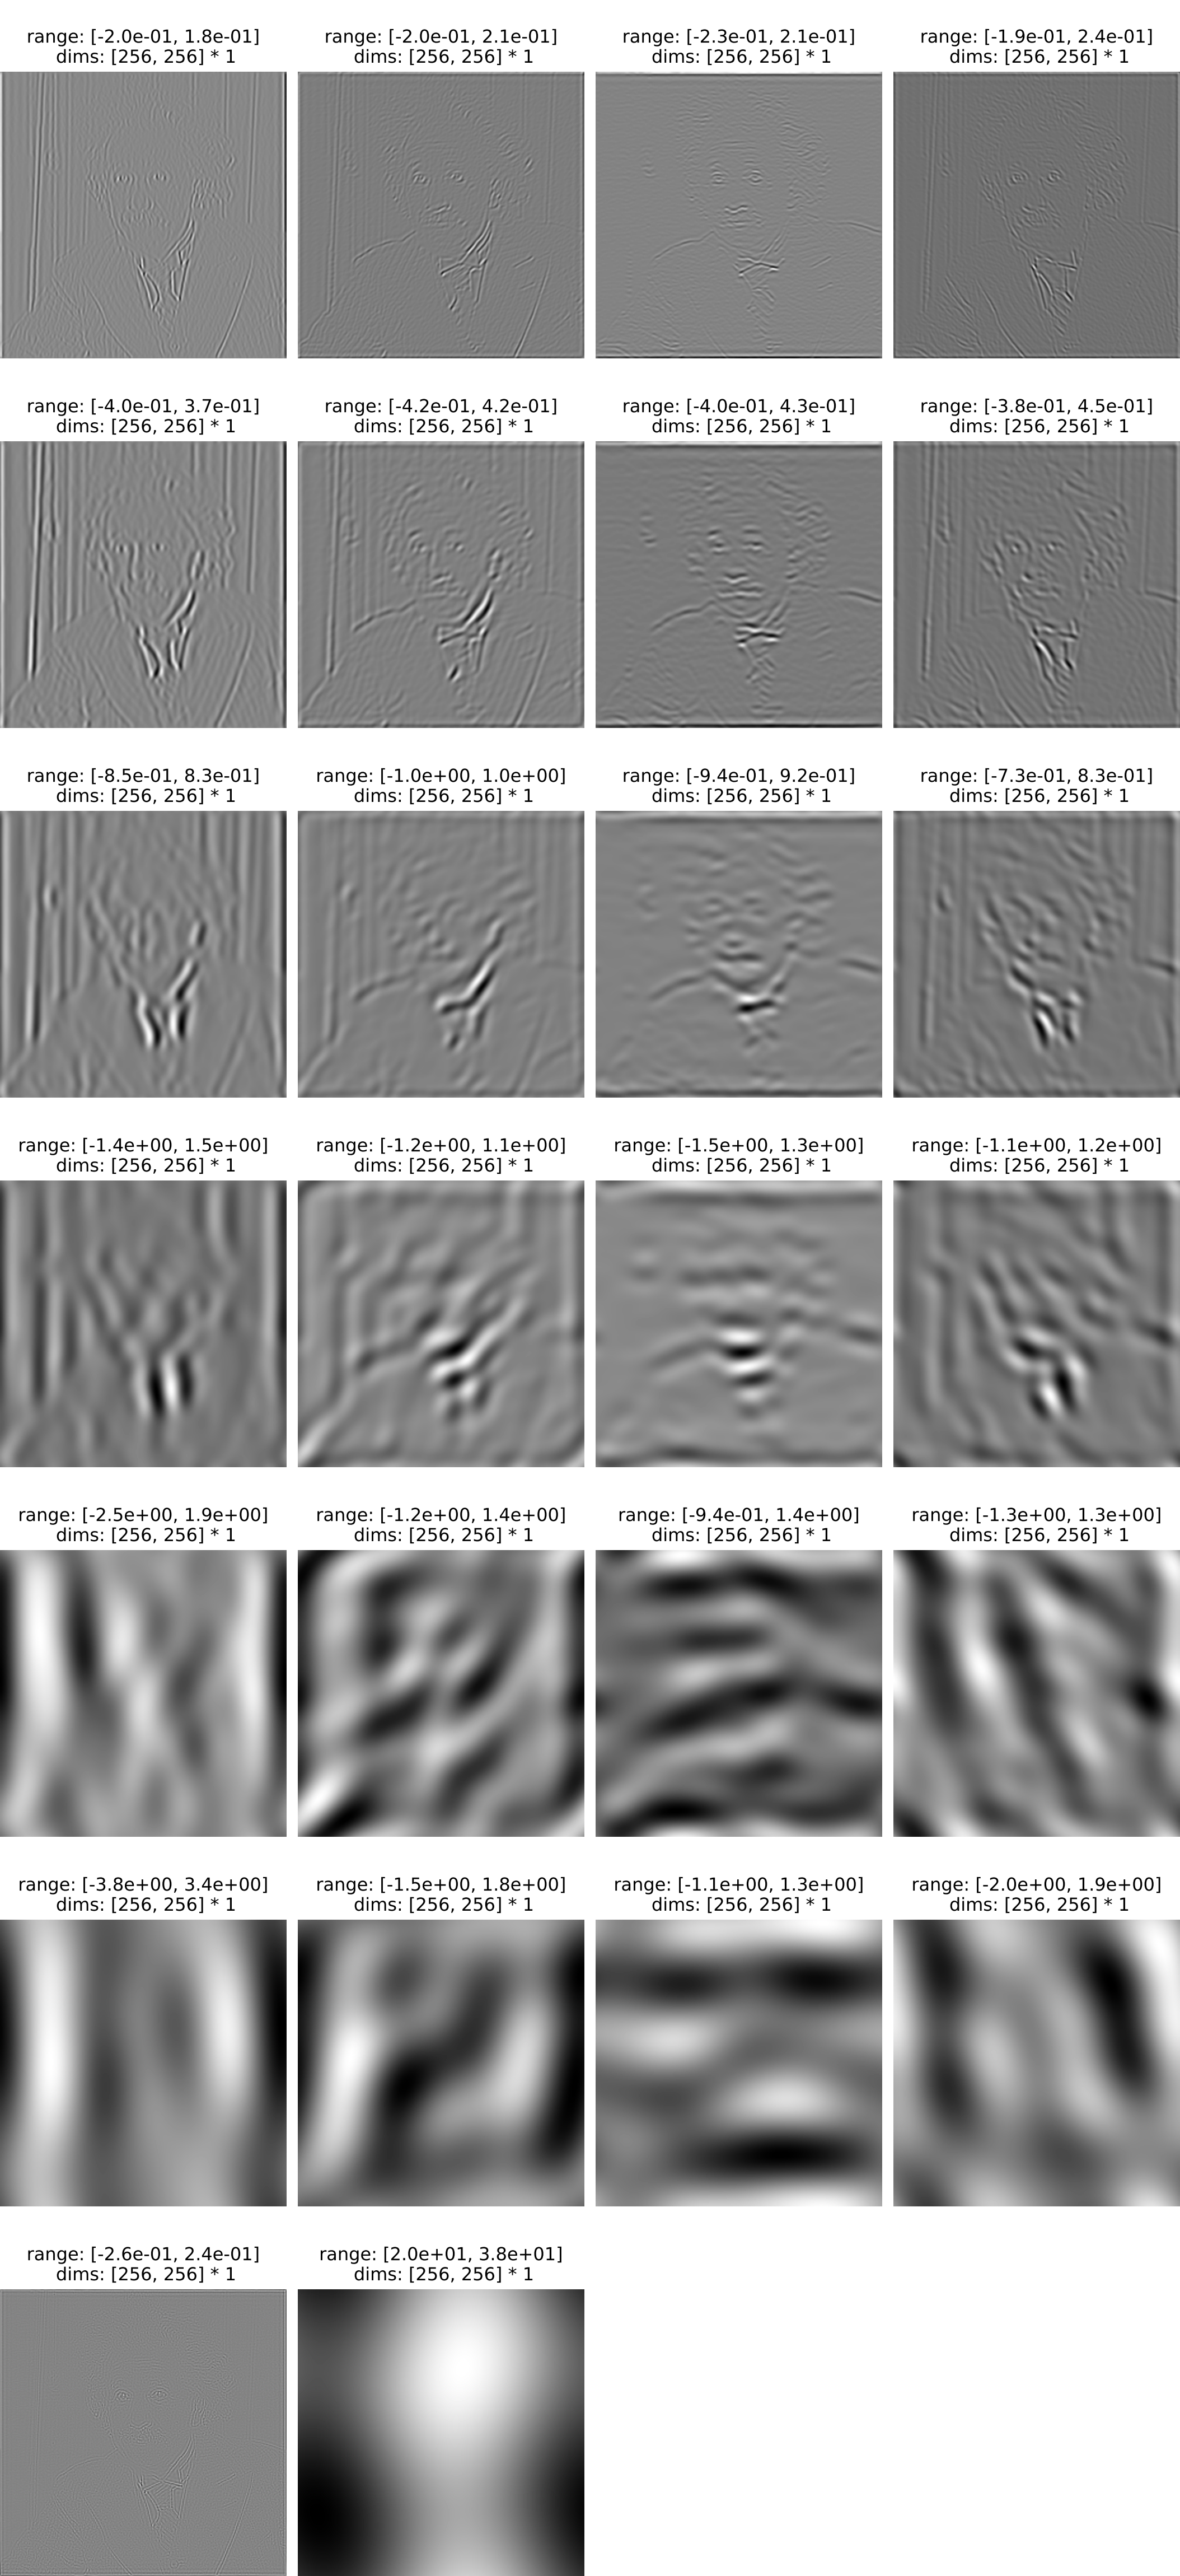 range: [-2.0e-01, 1.8e-01]
dims: [256, 256] * 1
range: [-2.0e-01, 2.1e-01]
dims: [256, 256] * 1
range: [-2.3e-01, 2.1e-01]
dims: [256, 256] * 1
range: [-1.9e-01, 2.4e-01]
dims: [256, 256] * 1
range: [-4.0e-01, 3.7e-01]
dims: [256, 256] * 1
range: [-4.2e-01, 4.2e-01]
dims: [256, 256] * 1
range: [-4.0e-01, 4.3e-01]
dims: [256, 256] * 1
range: [-3.8e-01, 4.5e-01]
dims: [256, 256] * 1
range: [-8.5e-01, 8.3e-01]
dims: [256, 256] * 1
range: [-1.0e+00, 1.0e+00]
dims: [256, 256] * 1
range: [-9.4e-01, 9.2e-01]
dims: [256, 256] * 1
range: [-7.3e-01, 8.3e-01]
dims: [256, 256] * 1
range: [-1.4e+00, 1.5e+00]
dims: [256, 256] * 1
range: [-1.2e+00, 1.1e+00]
dims: [256, 256] * 1
range: [-1.5e+00, 1.3e+00]
dims: [256, 256] * 1
range: [-1.1e+00, 1.2e+00]
dims: [256, 256] * 1
range: [-2.5e+00, 1.9e+00]
dims: [256, 256] * 1
range: [-1.2e+00, 1.4e+00]
dims: [256, 256] * 1
range: [-9.4e-01, 1.4e+00]
dims: [256, 256] * 1
range: [-1.3e+00, 1.3e+00]
dims: [256, 256] * 1
range: [-3.8e+00, 3.4e+00]
dims: [256, 256] * 1
range: [-1.5e+00, 1.8e+00]
dims: [256, 256] * 1
range: [-1.1e+00, 1.3e+00]
dims: [256, 256] * 1
range: [-2.0e+00, 1.9e+00]
dims: [256, 256] * 1
range: [-2.6e-01, 2.4e-01]
dims: [256, 256] * 1
range: [2.0e+01, 3.8e+01]
dims: [256, 256] * 1